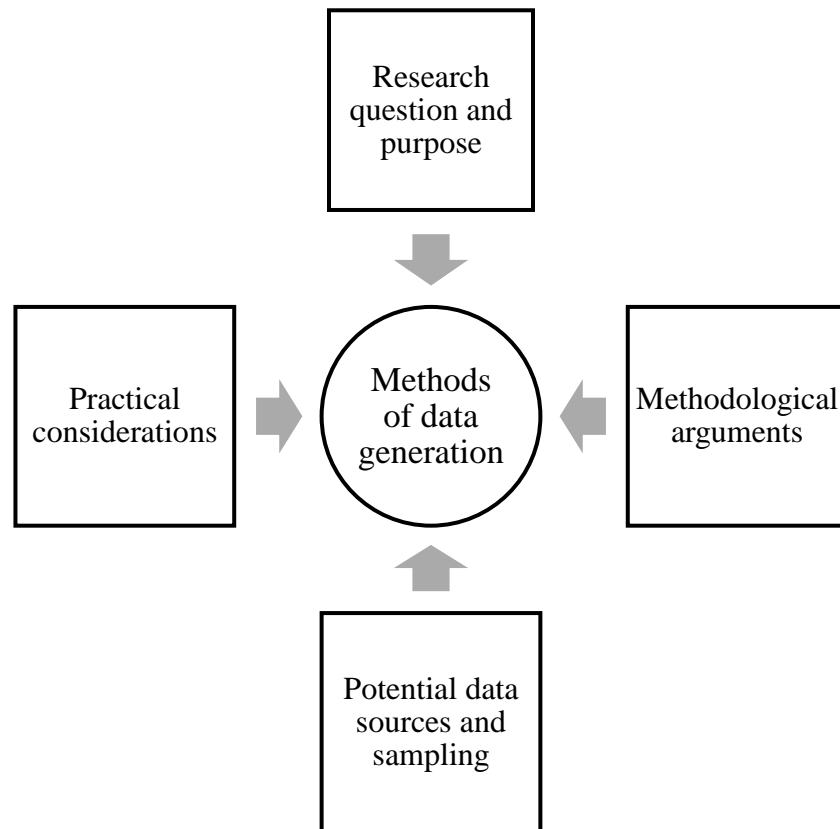 Research
question and
purpose
Practical
considerations
Methods
of data
generation
Methodological
arguments
Potential data
sources and
sampling